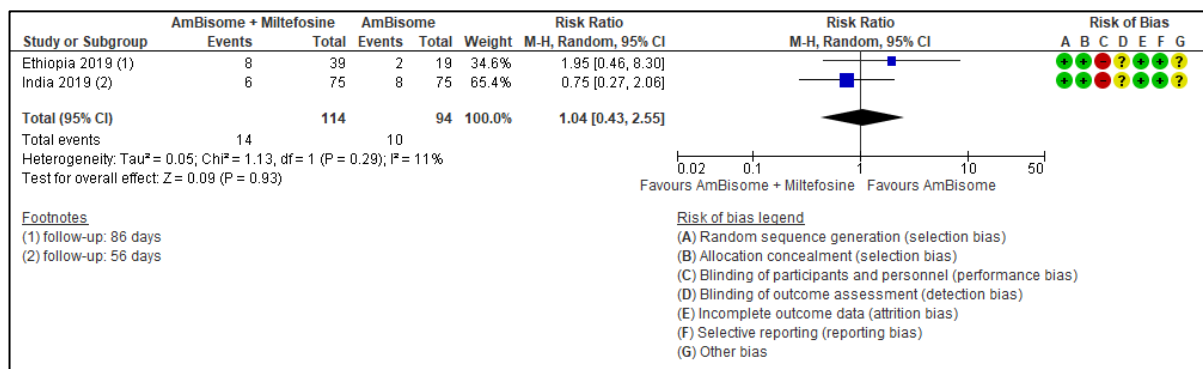 AmBisome + Miltefosine AmBisome Risk Ratio Risk Ratio Risk of Bias
Study or Subgroup Events Total Events Total Weight M-H, Random, 95% CI M-H, Random, 95% CI A B C D E F G
Ethiopia 2019 (1) 8 39 2 19 34.6% 1.95 [0.46, 8.30] + + - ? + + ?
India 2019 (2) 6 75 8 75 65.4% 0.75 [0.27, 2.06] + + - ? + + ?
Total (95% CI) 114 94 100.0% 1.04 [0.43, 2.55]
Total events 14 10
Heterogeneity: Tau² = 0.05; Chi² = 1.13, df = 1 (P = 0.29); I² = 11%
Test for overall effect: Z = 0.09 (P = 0.93)
0.02 0.1 1 10 50
Favours AmBisome + Miltefosine Favours AmBisome
Footnotes
(1) follow-up: 86 days
(2) follow-up: 56 days
Risk of bias legend
(A) Random sequence generation (selection bias)
(B) Allocation concealment (selection bias)
(C) Blinding of participants and personnel (performance bias)
(D) Blinding of outcome assessment (detection bias)
(E) Incomplete outcome data (attrition bias)
(F) Selective reporting (reporting bias)
(G) Other bias